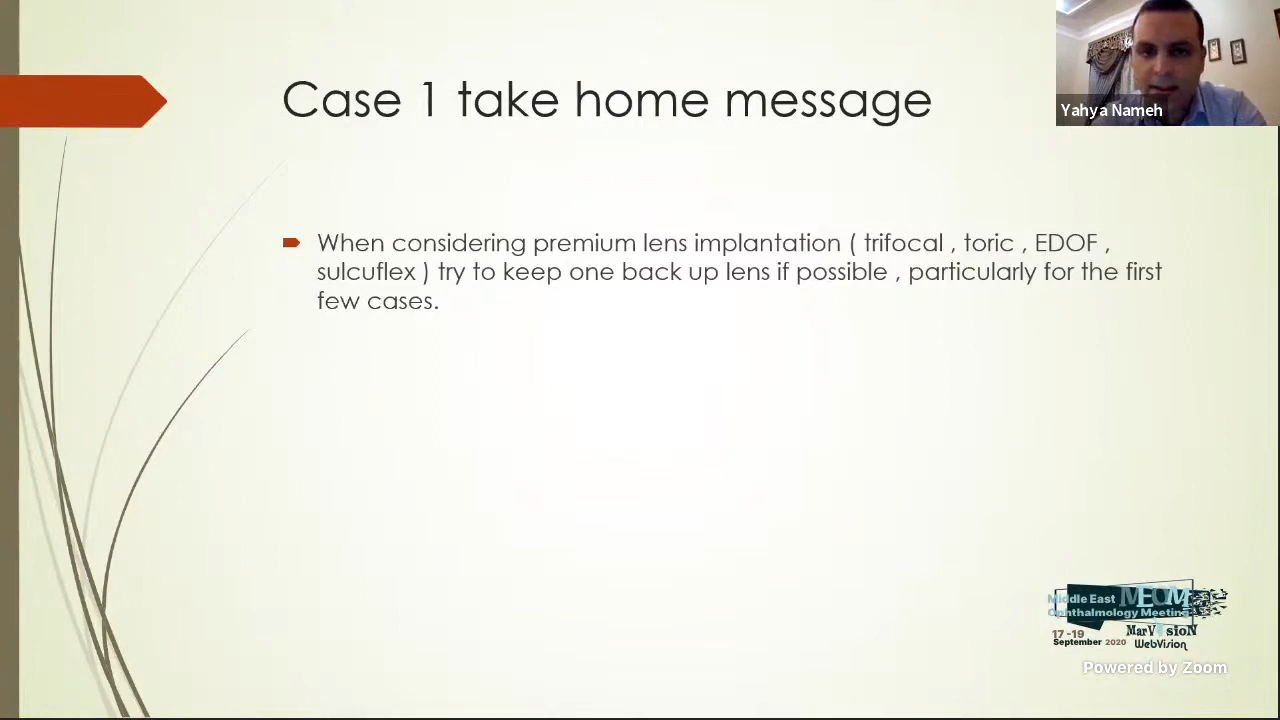 Case 1 take home message
Yahya Nameh
When considering premium lens implantation ( trifocal , toric , EDOF ,
sulcuflex ) try to keep one back up lens if possible , particularly for the first
few cases.
Middle East MEOM
Ophthalmology Meeting
17-19
September 2020
MarVision
WebVision
Powered by Zoom